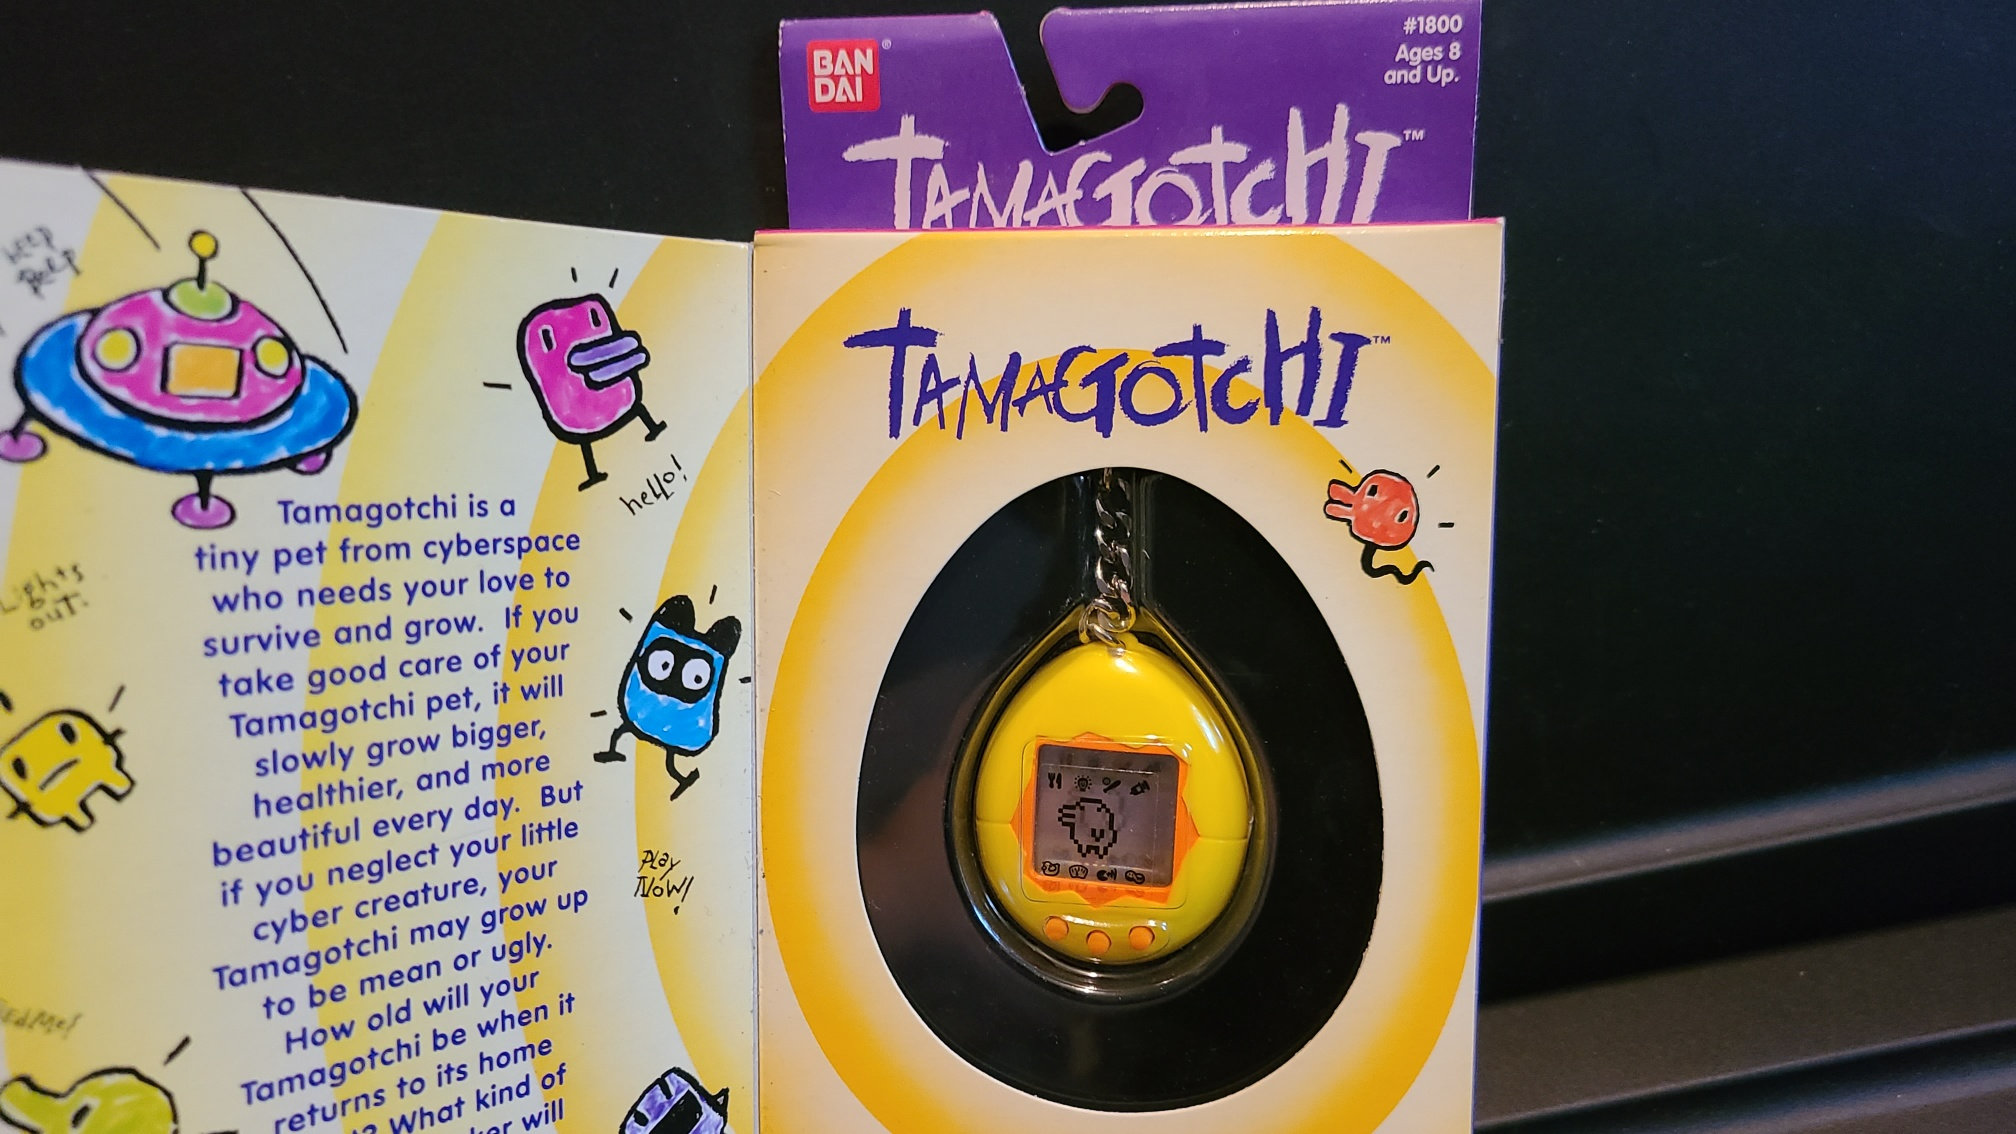 BAN
DAI
®
#1800
Ages 8
and Up.
TAMAGOTCHI™
TAMAGOTCHI™
keep
hello!
Lights
out.
Play
Now!
Tamagotchi is a
tiny pet from cyberspace
who needs your love to
survive and grow. If you
take good care of your
Tamagotchi pet, it will
slowly grow bigger,
healthier, and more
beautiful every day. But
if you neglect your little
cyber creature, your
Tamagotchi may grow up
to be mean or ugly.
How old will your
Tamagotchi be when it
returns to its home
What kind of
will